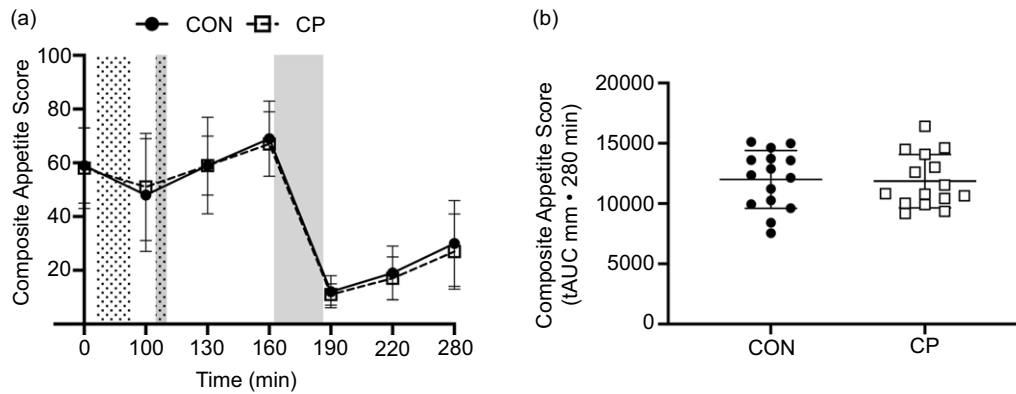 (a)
CON CP
Composite Appetite Score
100
80
60
40
20
0 100 130 160 190 220 280
Time (min)
(b)
Composite Appetite Score
(tAUC mm • 280 min)
20000
15000
10000
5000
0
CON CP